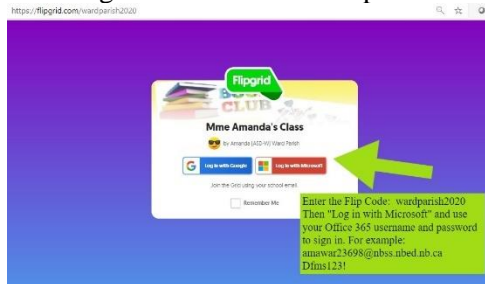 https://flipgrid.com/wardparish2020
Flipgrid
CLUB
Mme Amanda's Class
by Amanda (ASD-W) Ward Parish
Log in with Google
Log in with Microsoft
Join the Grid using your school email.
Remember Me
Enter the Flip Code: wardparish2020
Then "Log in with Microsoft" and use
your Office 365 username and password
to sign in. For example:
amawar23698@nbss.nbed.nb.ca
Dfms123!